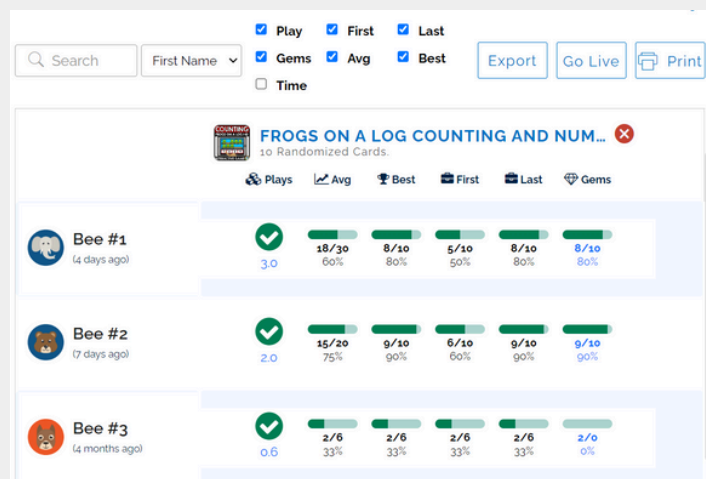 Play First Last
Search First Name Gems Avg Best Export Go Live Print
Time
COUNTING
FROGS ON A LOG COUNTING AND NUM...
10 Randomized Cards.
Plays Avg Best First Last Gems
Bee #1
(4 days ago)
3.0
18/30 8/10 5/10 8/10 8/10
60% 80% 50% 80% 80%
Bee #2
(7 days ago)
2.0
15/20 9/10 6/10 9/10 9/10
75% 90% 60% 90% 90%
Bee #3
(4 months ago)
0.6
2/6 2/6 2/6 2/6 2/0
33% 33% 33% 33% 0%